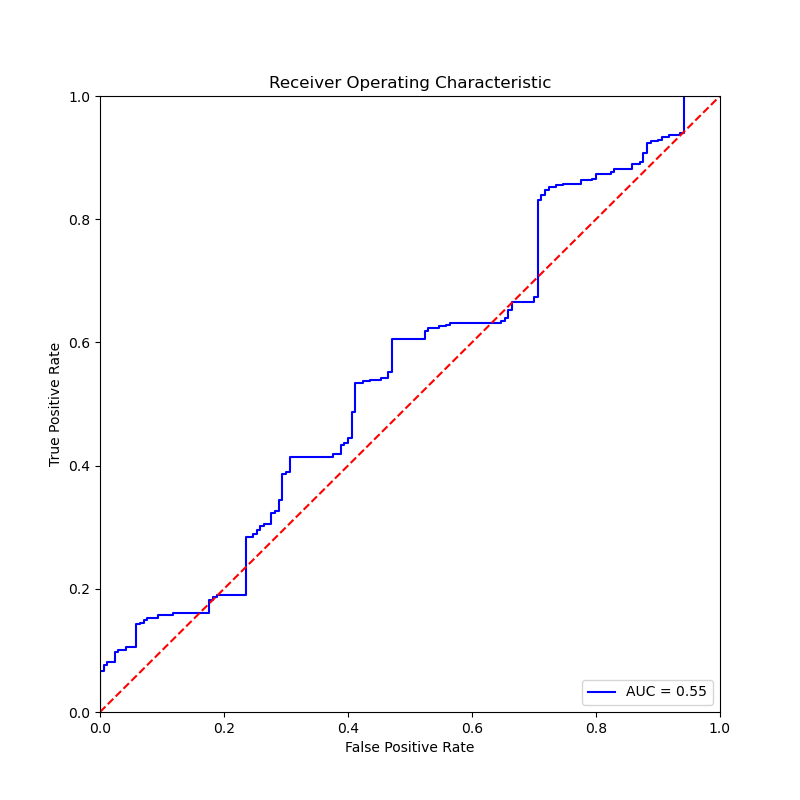 Receiver Operating Characteristic
1.0
0.8
0.6
0.4
0.2
0.0
True Positive Rate
AUC = 0.55
0.0 0.2 0.4 0.6 0.8 1.0
False Positive Rate